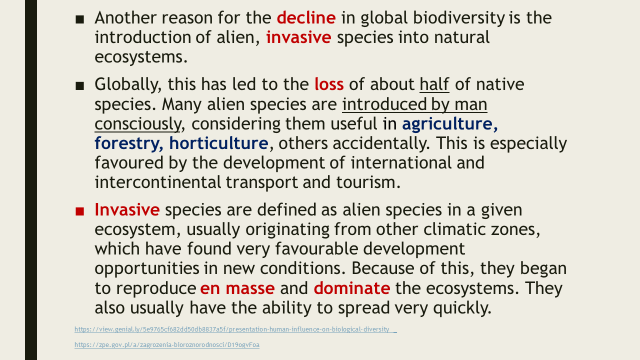 ▪ Another reason for the decline in global biodiversity is the
introduction of alien, invasive species into natural
ecosystems.
▪ Globally, this has led to the loss of about half of native
species. Many alien species are introduced by man
consciously, considering them useful in agriculture,
forestry, horticulture, others accidentally. This is especially
favoured by the development of international and
intercontinental transport and tourism.
▪ Invasive species are defined as alien species in a given
ecosystem, usually originating from other climatic zones,
which have found very favourable development
opportunities in new conditions. Because of this, they began
to reproduce en masse and dominate the ecosystems. They
also usually have the ability to spread very quickly.